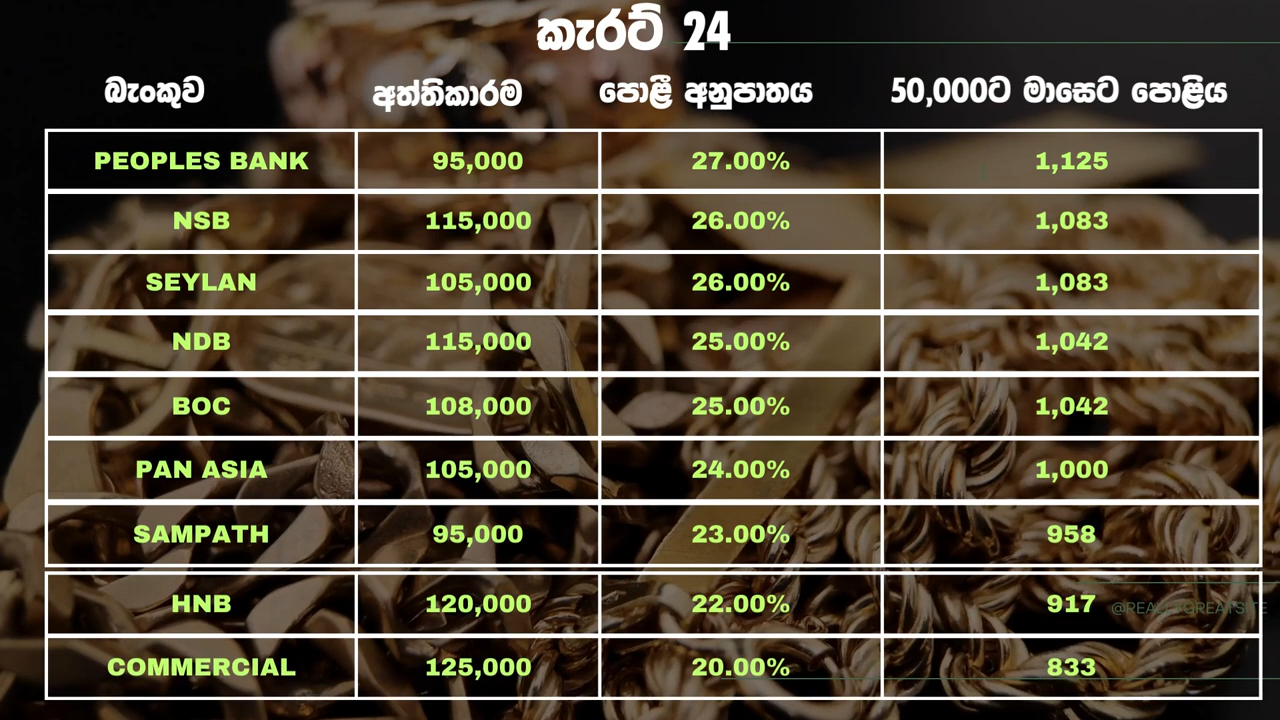 කැරට් 24
බැංකුව අත්තිකාරම පොළී අනුපාතය 50,000ට මාසෙට පොළිය
PEOPLES BANK 95,000 27.00% 1,125
NSB 115,000 26.00% 1,083
SEYLAN 105,000 26.00% 1,083
NDB 115,000 25.00% 1,042
BOC 108,000 25.00% 1,042
PAN ASIA 105,000 24.00% 1,000
SAMPATH 95,000 23.00% 958
HNB 120,000 22.00% 917
@REALLYGREATSITE
COMMERCIAL 125,000 20.00% 833